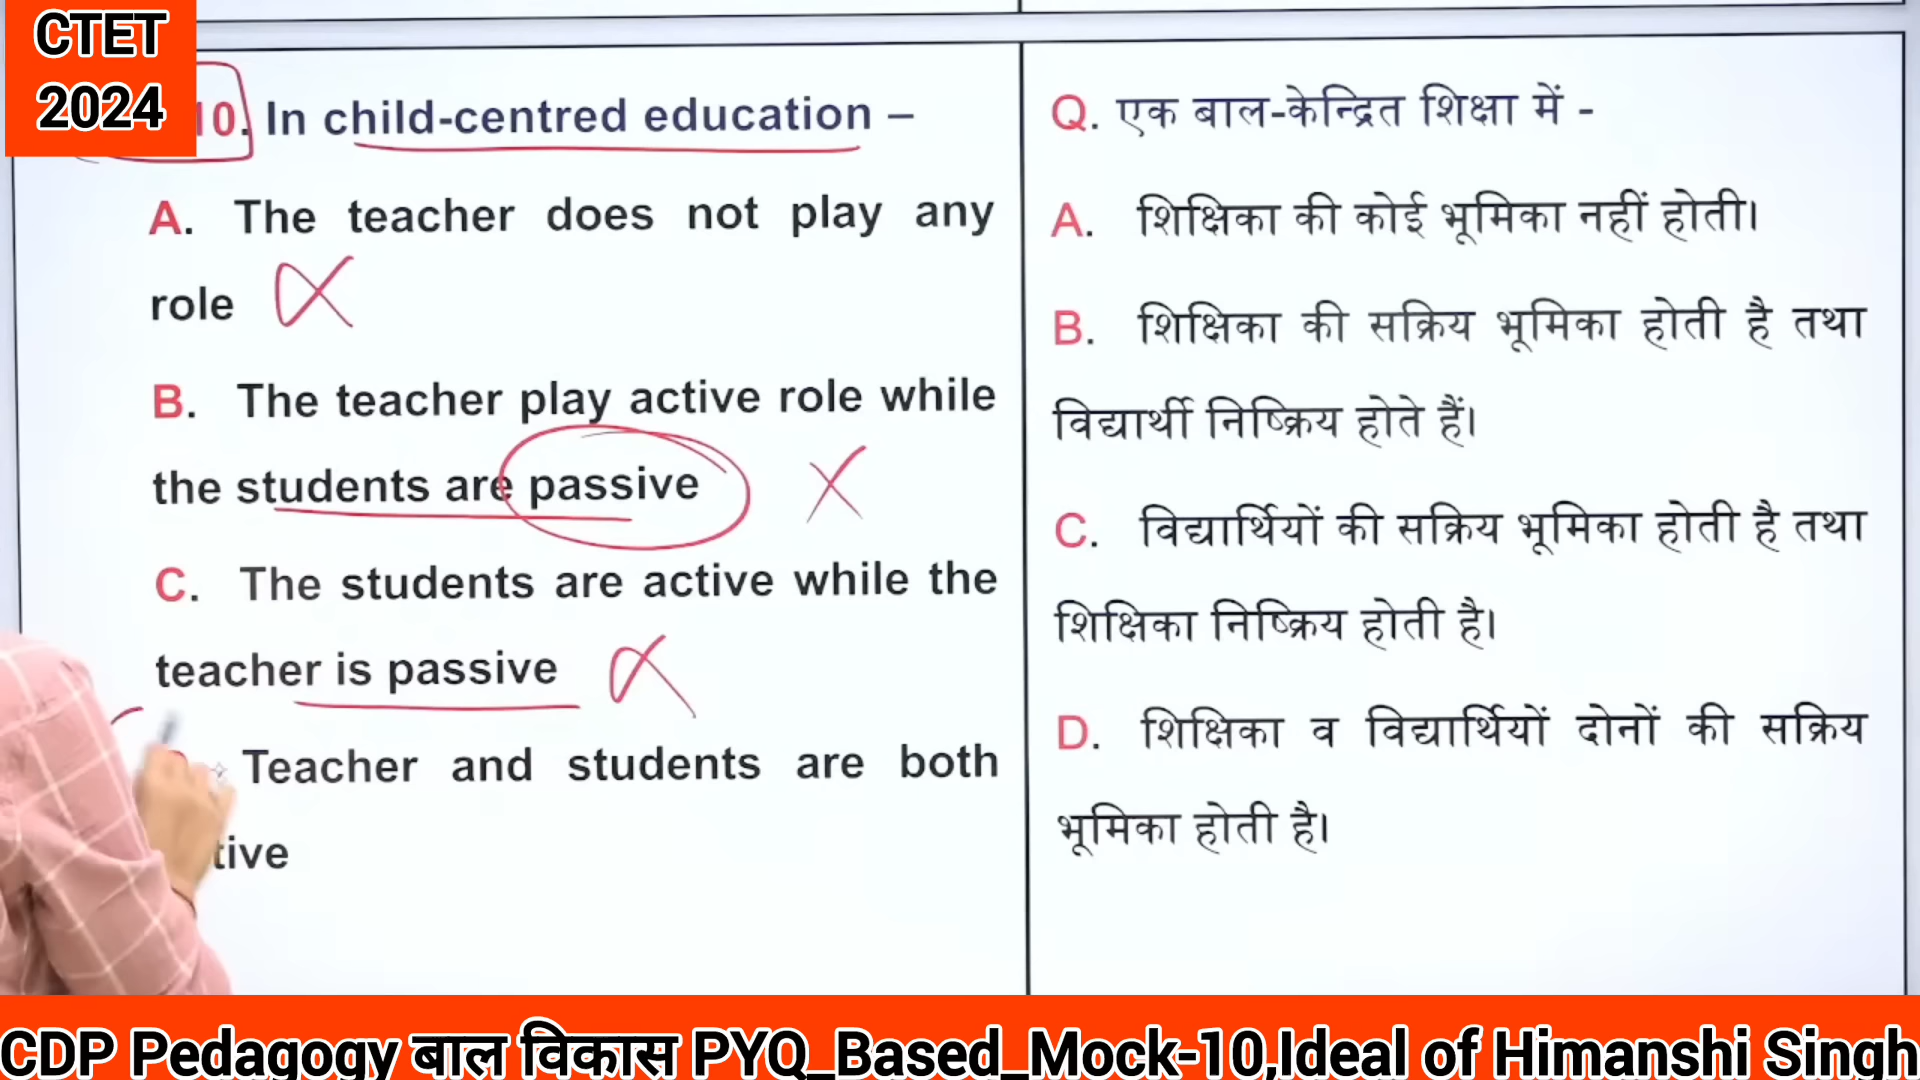 CTET
2024
10. In child-centred education –
A. The teacher does not play any
role
B. The teacher play active role while
the students are passive
C. The students are active while the
teacher is passive
Teacher and students are both
tive
Q. एक बाल-केन्द्रित शिक्षा में -
A. शिक्षिका की कोई भूमिका नहीं होती।
B. शिक्षिका की सक्रिय भूमिका होती है तथा
विद्यार्थी निष्क्रिय होते हैं।
C. विद्यार्थियों की सक्रिय भूमिका होती है तथा
शिक्षिका निष्क्रिय होती है।
D. शिक्षिका व विद्यार्थियों दोनों की सक्रिय
भूमिका होती है।
CDP Pedagogy बाल विकास PYQ_Based_Mock-10,Ideal of Himanshi Singh